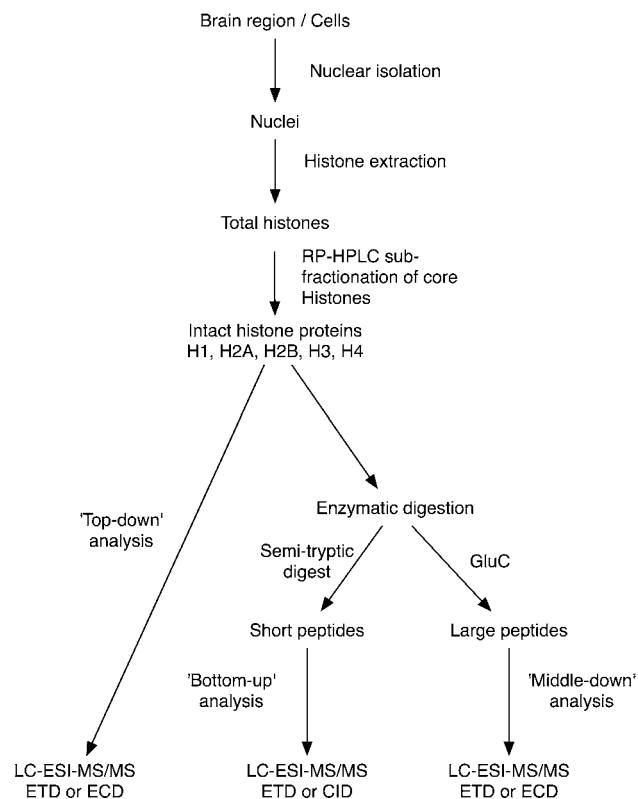 Brain region / Cells
Nuclear isolation
Nuclei
Histone extraction
Total histones
RP-HPLC sub-
fractionation of core
Histones
Intact histone proteins
H1, H2A, H2B, H3, H4
Enzymatic digestion
'Top-down'
analysis
Semi-tryptic
digest
GluC
Short peptides
Large peptides
'Bottom-up'
analysis
'Middle-down'
analysis
LC-ESI-MS/MS
ETD or ECD
LC-ESI-MS/MS
ETD or CID
LC-ESI-MS/MS
ETD or ECD